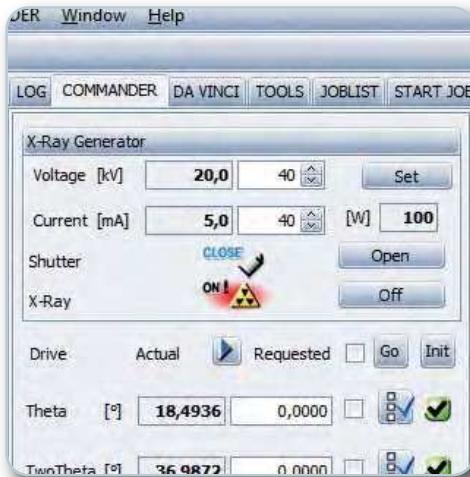 DER Window Help
LOG COMMANDER DA VINCI TOOLS JOBLIST START JOB
X-Ray Generator
Voltage [kV] 20,0 40 Set
Current [mA] 5,0 40 [W] 100
Shutter CLOSE Open
X-Ray ON! Off
Drive Actual Requested Go Init
Theta [°] 18,4936 0,0000
TwoTheta [°] 36,9872 0,0000